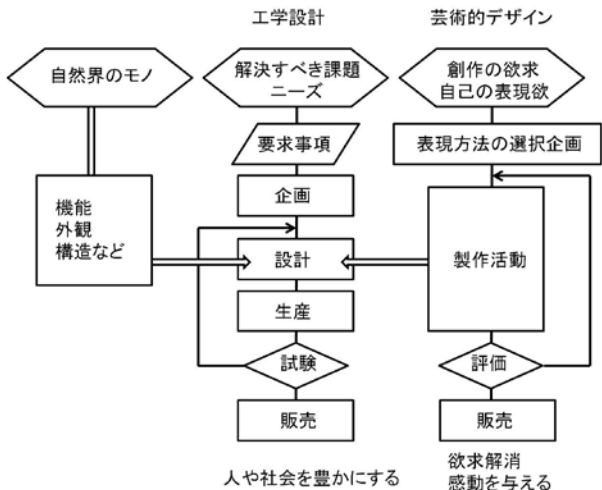 工学設計
芸術的デザイン
自然界のモノ
解決すべき課題
ニーズ
創作の欲求
自己の表現欲
要求事項
表現方法の選択企画
機能
外観
構造など
企画
設計
製作活動
生産
試験
評価
販売
販売
人や社会を豊かにする
欲求解消
感動を与える